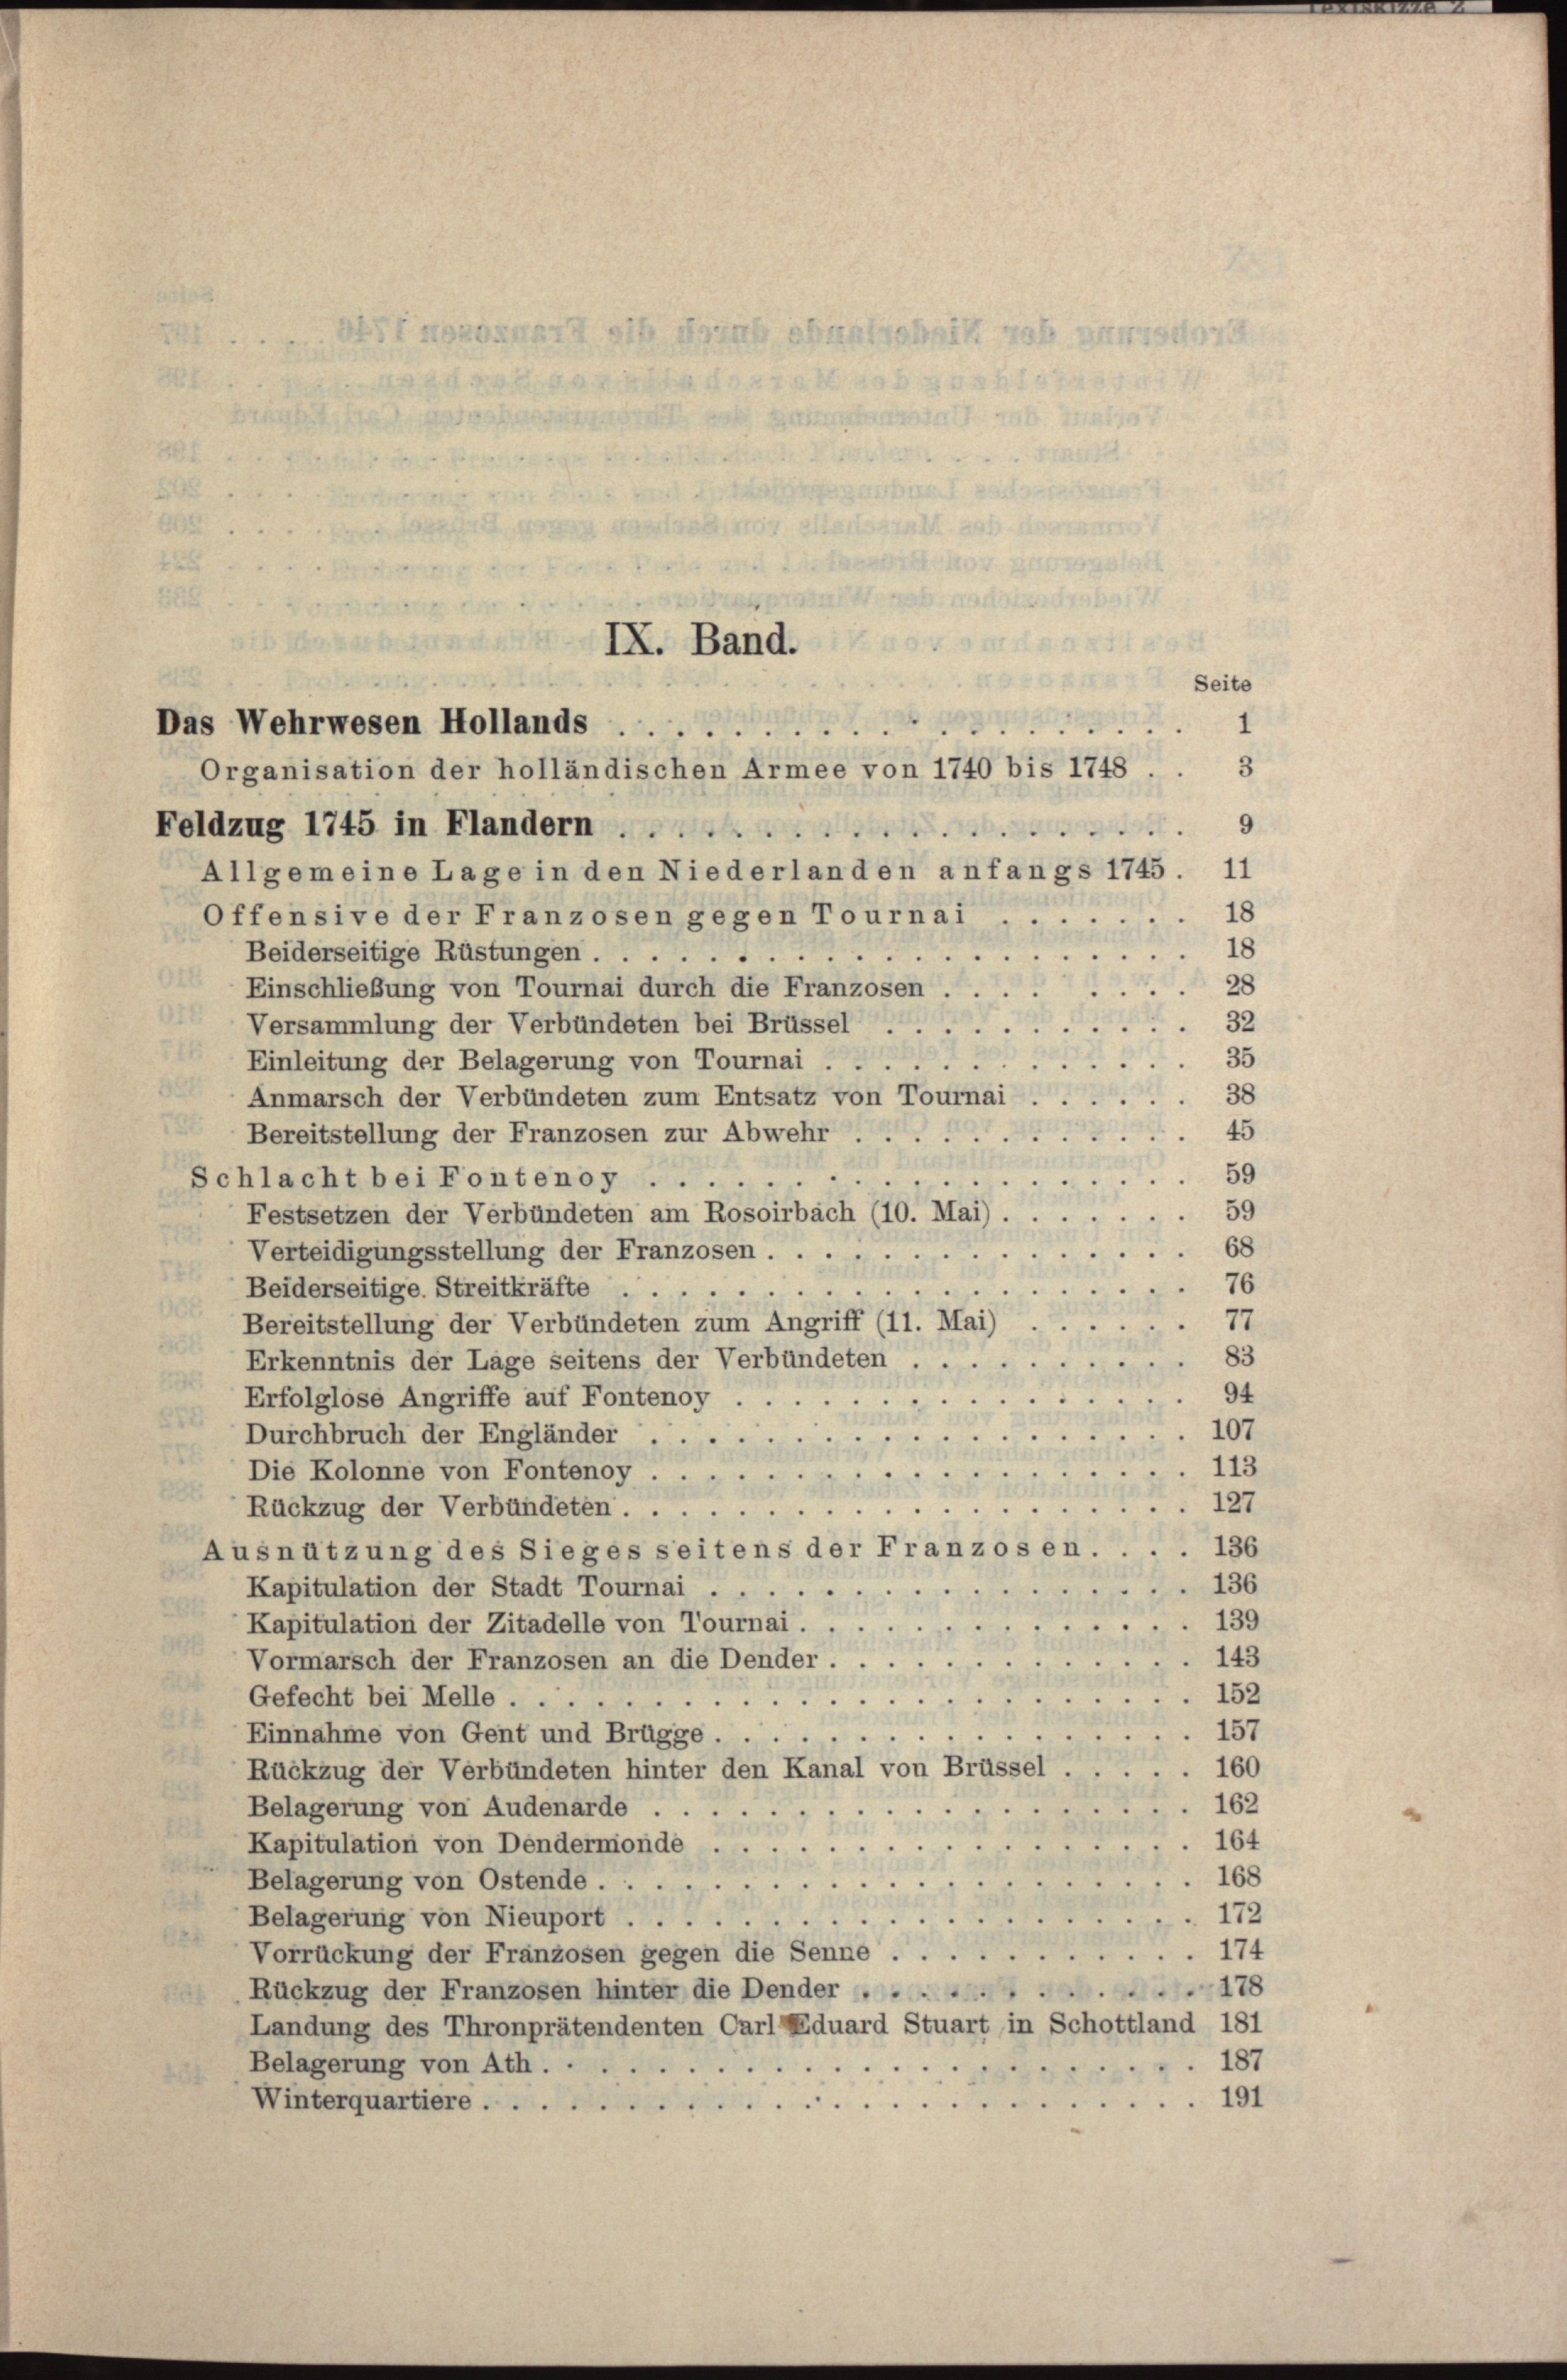 IX. Band.
Seite
Das Wehrwesen Hollands . . . . . . . . . . . . . . . . . . . . 1
Organisation der holländischen Armee von 1740 bis 1748 . . 3
Feldzug 1745 in Flandern . . . . . . . . . . . . . . . . . . . . 9
Allgemeine Lage in den Niederlanden anfangs 1745 . 11
Offensive der Franzosen gegen Tournai . . . . . . . 18
Beiderseitige Rüstungen . . . . . . . . . . . . . . . . . . . . . 18
Einschließung von Tournai durch die Franzosen . . . . . . . . 28
Versammlung der Verbündeten bei Brüssel . . . . . . . . . . . 32
Einleitung der Belagerung von Tournai . . . . . . . . . . . . . 35
Anmarsch der Verbündeten zum Entsatz von Tournai . . . . . . 38
Bereitstellung der Franzosen zur Abwehr . . . . . . . . . . . . 45
Schlacht bei Fontenoy . . . . . . . . . . . . . . . . . . . 59
Festsetzen der Verbündeten am Rosoirbach (10. Mai) . . . . . . . 59
Verteidigungsstellung der Franzosen . . . . . . . . . . . . . . . 68
Beiderseitige. Streitkräfte . . . . . . . . . . . . . . . . . . . . 76
Bereitstellung der Verbündeten zum Angriff (11. Mai) . . . . . . 77
Erkenntnis der Lage seitens der Verbündeten . . . . . . . . . . 83
Erfolglose Angriffe auf Fontenoy . . . . . . . . . . . . . . . . 94
Durchbruch der Engländer . . . . . . . . . . . . . . . . . . . 107
Die Kolonne von Fontenoy . . . . . . . . . . . . . . . . . . . 113
Rückzug der Verbündeten . . . . . . . . . . . . . . . . . . . . 127
Ausnützung des Sieges seitens der Franzosen . . . . 136
Kapitulation der Stadt Tournai . . . . . . . . . . . . . . . . . 136
Kapitulation der Zitadelle von Tournai . . . . . . . . . . . . . . 139
Vormarsch der Franzosen an die Dender . . . . . . . . . . . . . 143
Gefecht bei Melle . . . . . . . . . . . . . . . . . . . . . . . . 152
Einnahme von Gent und Brügge . . . . . . . . . . . . . . . . . 157
Rückzug der Verbündeten hinter den Kanal von Brüssel . . . . . 160
Belagerung von Audenarde . . . . . . . . . . . . . . . . . . . 162
Kapitulation von Dendermonde . . . . . . . . . . . . . . . . . 164
Belagerung von Ostende . . . . . . . . . . . . . . . . . . . . . 168
Belagerung von Nieuport . . . . . . . . . . . . . . . . . . . . 172
Vorrückung der Franzosen gegen die Senne . . . . . . . . . . . 174
Rückzug der Franzosen hinter die Dender . . . . . . . . . . . . 178
Landung des Thronprätendenten Carl Eduard Stuart in Schottland 181
Belagerung von Ath . . . . . . . . . . . . . . . . . . . . . . . 187
Winterquartiere . . . . . . . . . . . . . . . . . . . . . . . . . 191